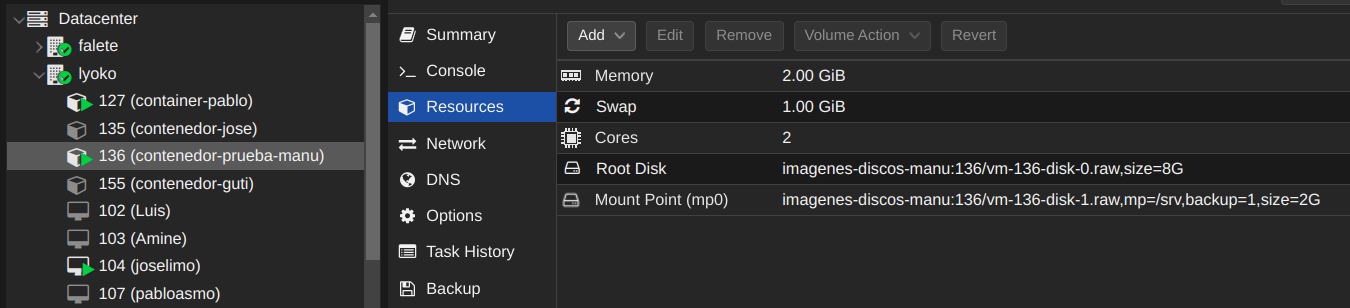 Datacenter
falete
lyoko
127 (container-pablo)
135 (contenedor-jose)
136 (contenedor-prueba-manu)
155 (contenedor-guti)
102 (Luis)
103 (Amine)
104 (joselimo)
107 (pabloasmo)
Summary
Console
Resources
Network
DNS
Options
Task History
Backup
Add Edit Remove Volume Action Revert
Memory 2.00 GiB
Swap 1.00 GiB
Cores 2
Root Disk imagenes-discos-manu:136/vm-136-disk-0.raw,size=8G
Mount Point (mp0) imagenes-discos-manu:136/vm-136-disk-1.raw,mp=/srv,backup=1,size=2G